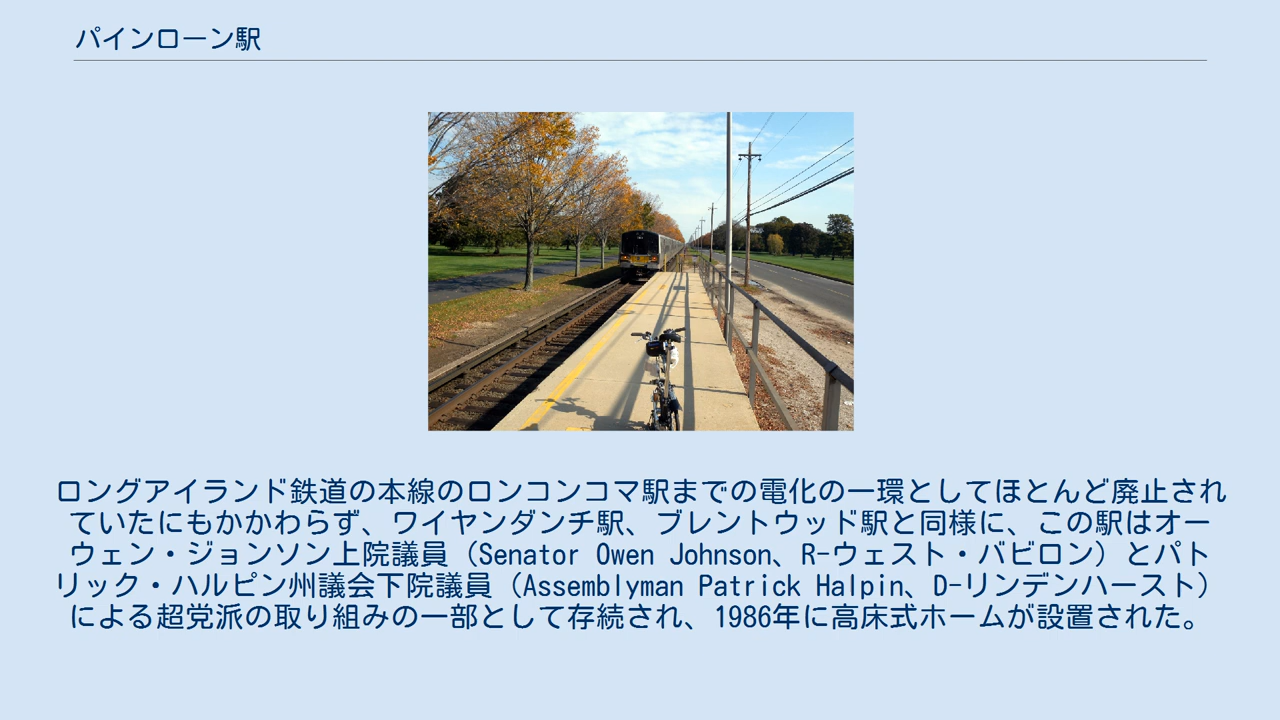 パインローン駅
ロングアイランド鉄道の本線のロンコンコマ駅までの電化の一環としてほとんど廃止され
ていたにもかかわらず、ワイヤンダンチ駅、ブレントウッド駅と同様に、この駅はオー
ウェン・ジョンソン上院議員（Senator Owen Johnson、R-ウェスト・バビロン）とパト
リック・ハルピン州議会下院議員（Assemblyman Patrick Halpin、D-リンデンハースト）
による超党派の取り組みの一部として存続され、1986年に高床式ホームが設置された。